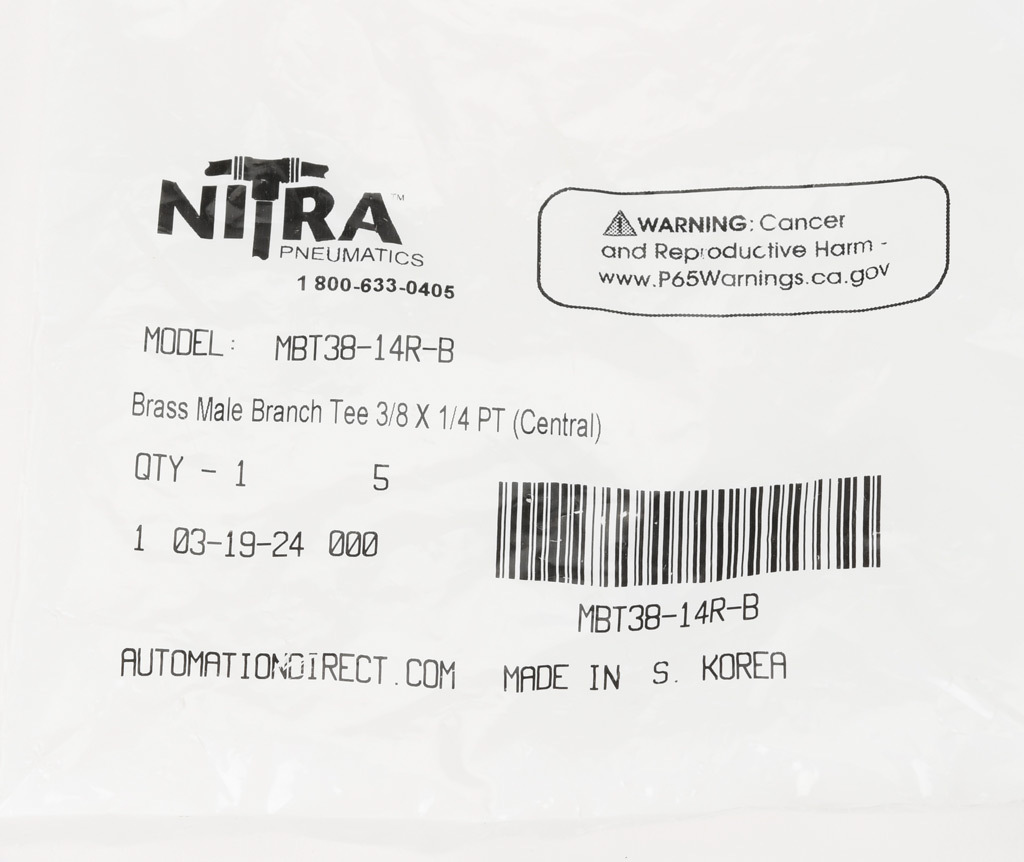 NITRA™
PNEUMATICS
1 800-633-0405
WARNING: Cancer
and Reproductive Harm -
www.P65Warnings.ca.gov
MODEL: MBT38-14R-B
Brass Male Branch Tee 3/8 X 1/4 PT (Central)
QTY - 1 5
1 03-19-24 000
MBT38-14R-B
AUTOMATIONDIRECT.COM MADE IN S. KOREA